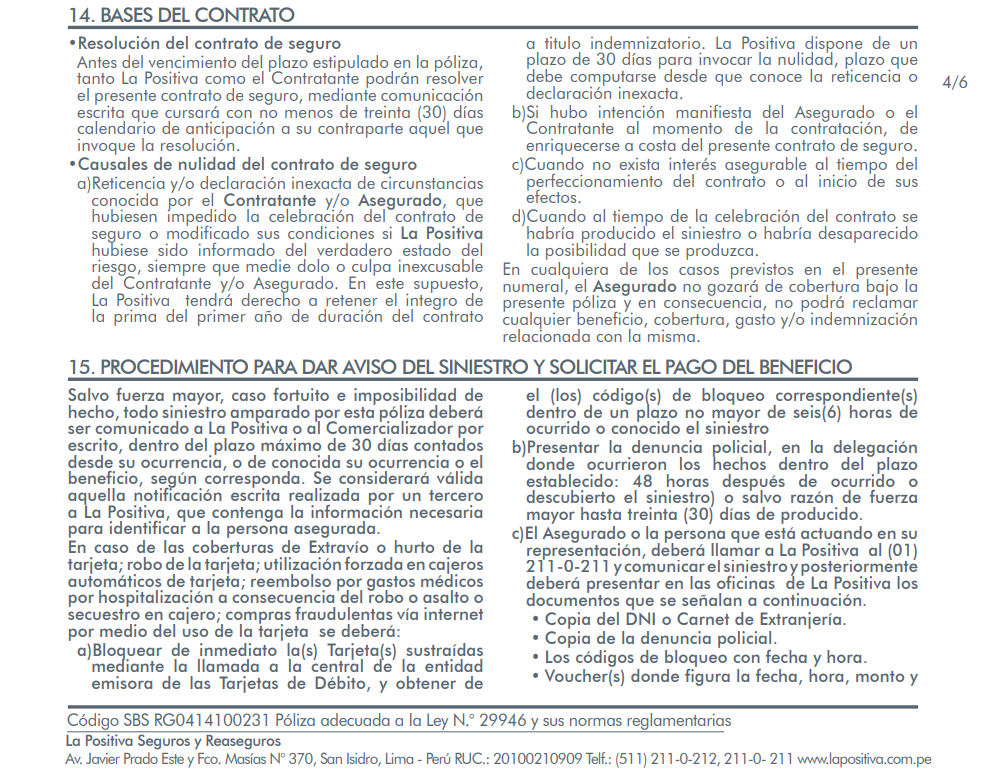 14. BASES DEL CONTRATO
•Resolución del contrato de seguro
Antes del vencimiento del plazo estipulado en la póliza,
tanto La Positiva como el Contratante podrán resolver
el presente contrato de seguro, mediante comunicación
escrita que cursará con no menos de treinta (30) días
calendario de anticipación a su contraparte aquel que
invoque la resolución.
•Causales de nulidad del contrato de seguro
a)Reticencia y/o declaración inexacta de circunstancias
conocida por el Contratante y/o Asegurado, que
hubiesen impedido la celebración del contrato de
seguro o modificado sus condiciones si La Positiva
hubiese sido informado del verdadero estado del
riesgo, siempre que medie dolo o culpa inexcusable
del Contratante y/o Asegurado. En este supuesto,
La Positiva tendrá derecho a retener el integro de
la prima del primer año de duración del contrato
a titulo indemnizatorio. La Positiva dispone de un
plazo de 30 días para invocar la nulidad, plazo que
debe computarse desde que conoce la reticencia o
declaración inexacta.
b)Si hubo intención manifiesta del Asegurado o el
Contratante al momento de la contratación, de
enriquecerse a costa del presente contrato de seguro.
c)Cuando no exista interés asegurable al tiempo del
perfeccionamiento del contrato o al inicio de sus
efectos.
d)Cuando al tiempo de la celebración del contrato se
habría producido el siniestro o habría desaparecido
la posibilidad que se produzca.
En cualquiera de los casos previstos en el presente
numeral, el Asegurado no gozará de cobertura bajo la
presente póliza y en consecuencia, no podrá reclamar
cualquier beneficio, cobertura, gasto y/o indemnización
relacionada con la misma.
4/6
15. PROCEDIMIENTO PARA DAR AVISO DEL SINIESTRO Y SOLICITAR EL PAGO DEL BENEFICIO
Salvo fuerza mayor, caso fortuito e imposibilidad de
hecho, todo siniestro amparado por esta póliza deberá
ser comunicado a La Positiva o al Comercializador por
escrito, dentro del plazo máximo de 30 días contados
desde su ocurrencia, o de conocida su ocurrencia o el
beneficio, según corresponda. Se considerará válida
aquella notificación escrita realizada por un tercero
a La Positiva, que contenga la información necesaria
para identificar a la persona asegurada.
En caso de las coberturas de Extravío o hurto de la
tarjeta; robo de la tarjeta; utilización forzada en cajeros
automáticos de tarjeta; reembolso por gastos médicos
por hospitalización a consecuencia del robo o asalto o
secuestro en cajero; compras fraudulentas vía internet
por medio del uso de la tarjeta se deberá:
a)Bloquear de inmediato la(s) Tarjeta(s) sustraídas
mediante la llamada a la central de la entidad
emisora de las Tarjetas de Débito, y obtener de
el (los) código(s) de bloqueo correspondiente(s)
dentro de un plazo no mayor de seis(6) horas de
ocurrido o conocido el siniestro
b)Presentar la denuncia policial, en la delegación
donde ocurrieron los hechos dentro del plazo
establecido: 48 horas después de ocurrido o
descubierto el siniestro) o salvo razón de fuerza
mayor hasta treinta (30) días de producido.
c)El Asegurado o la persona que está actuando en su
representación, deberá llamar a La Positiva al (01)
211-0-211 y comunicar el siniestro y posteriormente
deberá presentar en las oficinas de La Positiva los
documentos que se señalan a continuación.
• Copia del DNI o Carnet de Extranjería.
• Copia de la denuncia policial.
• Los códigos de bloqueo con fecha y hora.
• Voucher(s) donde figura la fecha, hora, monto y
Código SBS RG0414100231 Póliza adecuada a la Ley N.° 29946 y sus normas reglamentarias
La Positiva Seguros y Reaseguros
Av. Javier Prado Este y Fco. Masías N° 370, San Isidro, Lima - Perú RUC.: 20100210909 Telf.: (511) 211-0-212, 211-0- 211 www.lapositiva.com.pe